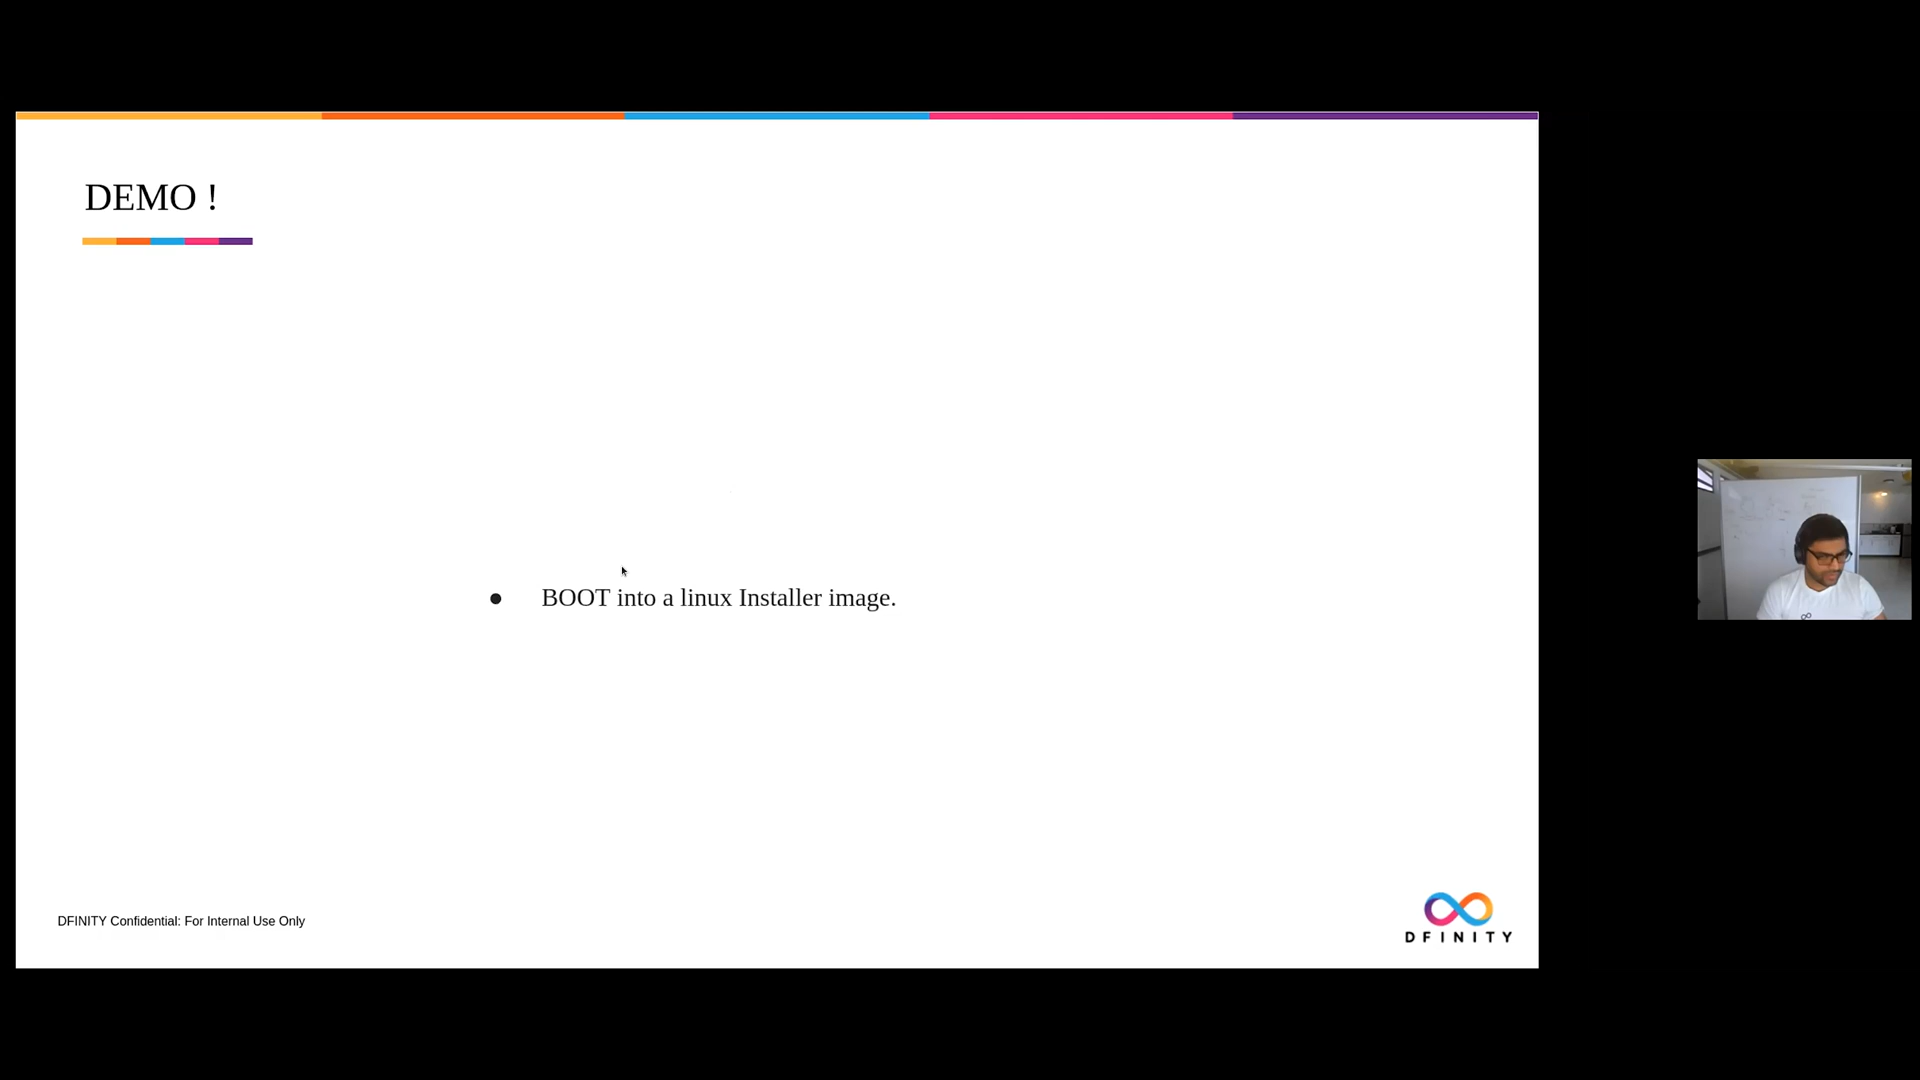 DEMO !
● BOOT into a linux Installer image.
DFINITY Confidential: For Internal Use Only
DFINITY